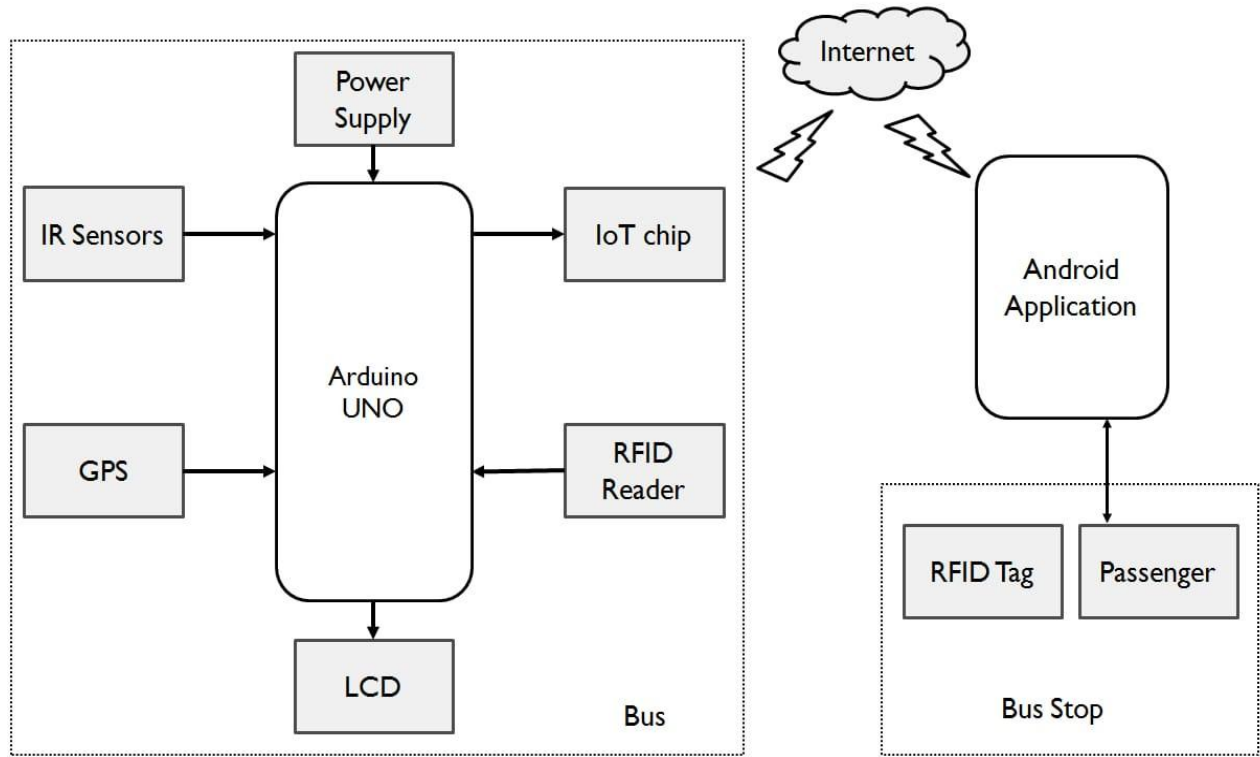 Internet
Power
Supply
IR Sensors
IoT chip
Android
Application
Arduino
UNO
GPS
RFID
Reader
RFID Tag
Passenger
LCD
Bus
Bus Stop